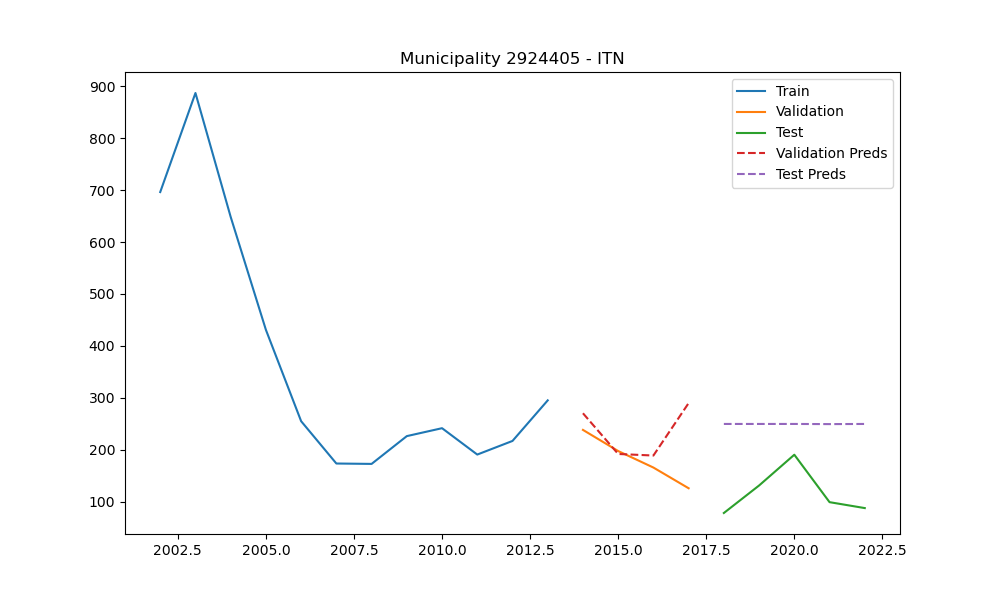 Municipality 2924405 - ITN
900
800
700
600
500
400
300
200
100
Train
Validation
Test
Validation Preds
Test Preds
2002.5 2005.0 2007.5 2010.0 2012.5 2015.0 2017.5 2020.0 2022.5